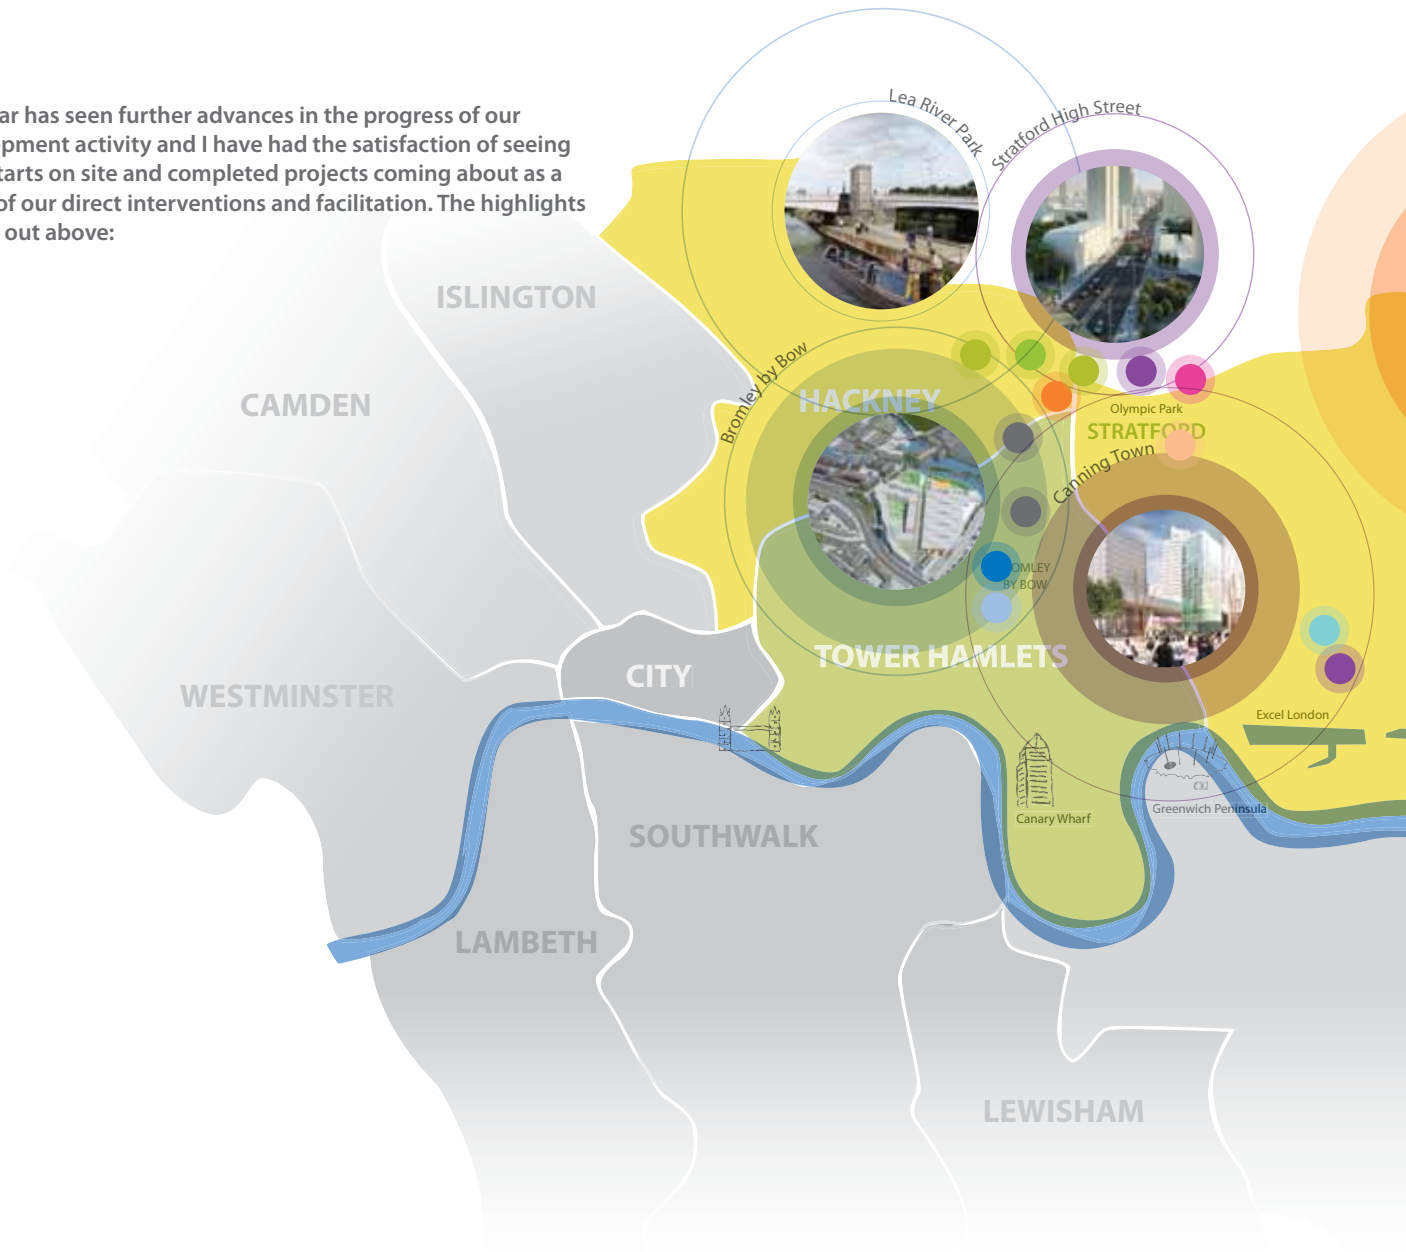 ar has seen further advances in the progress of our
pment activity and I have had the satisfaction of seeing
tarts on site and completed projects coming about as a
of our direct interventions and facilitation. The highlights
out above:
Lea River Park
Stratford High Street
ISLINGTON
Bromley by Bow
CAMDEN
HACKNEY
Olympic Park
STRATFORD
Canning Town
OMLEY
BY BOW
TOWER HAMLETS
CITY
WESTMINSTER
Excel London
Greenwich Peninsula
Canary Wharf
SOUTHWALK
LAMBETH
LEWISHAM